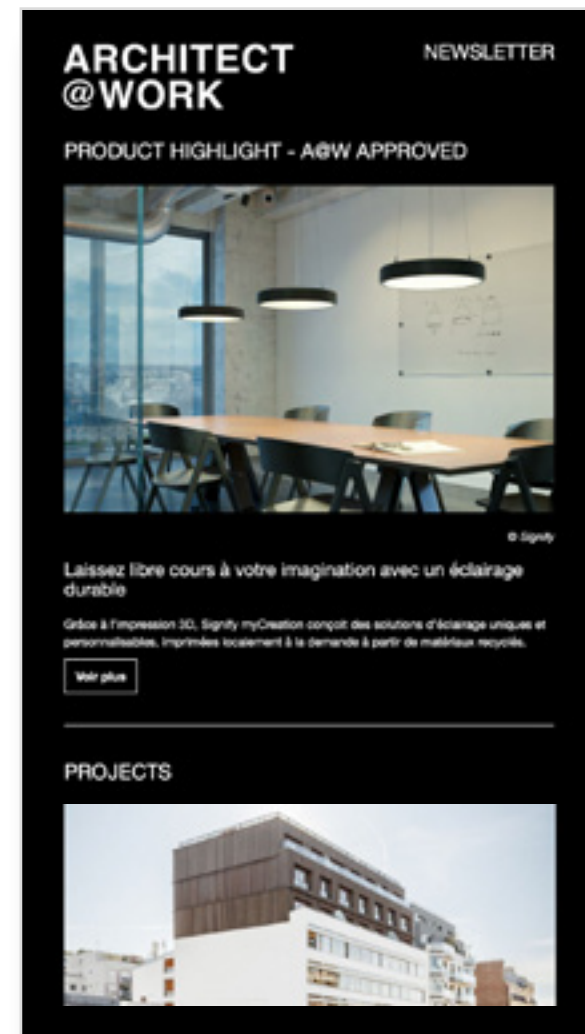 ARCHITECT
@WORK
NEWSLETTER
PRODUCT HIGHLIGHT - A@W APPROVED
© Signify
Laissez libre cours à votre imagination avec un éclairage
durable
Grâce à l'impression 3D, Signify myCreation conçoit des solutions d'éclairage uniques et
personnalisables, imprimées localement à la demande à partir de matériaux recyclés.
Voir plus
PROJECTS